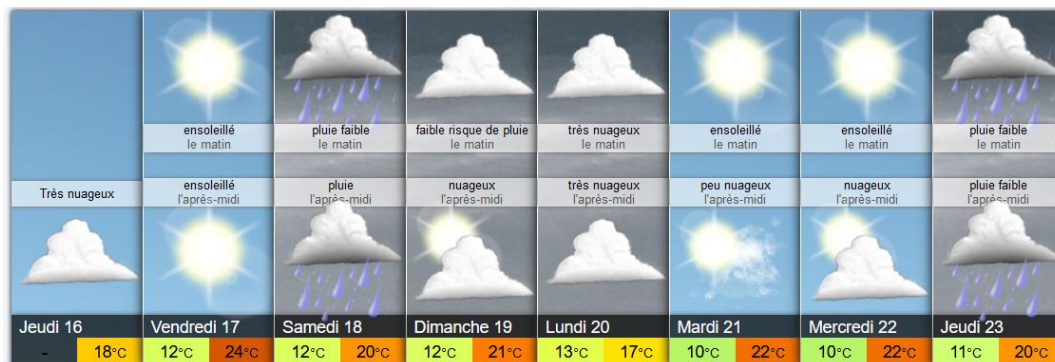 ensoleillé
le matin
pluie faible
le matin
faible risque de pluie
le matin
très nuageux
le matin
ensoleillé
le matin
ensoleillé
le matin
pluie faible
le matin
Très nuageux
ensoleillé
l'après-midi
pluie
l'après-midi
nuageux
l'après-midi
très nuageux
l'après-midi
peu nuageux
l'après-midi
nuageux
l'après-midi
pluie faible
l'après-midi
Jeudi 16
Vendredi 17
Samedi 18
Dimanche 19
Lundi 20
Mardi 21
Mercredi 22
Jeudi 23
- 18°C
12°C 24°C
12°C 20°C
12°C 21°C
13°C 17°C
10°C 22°C
10°C 22°C
11°C 20°C